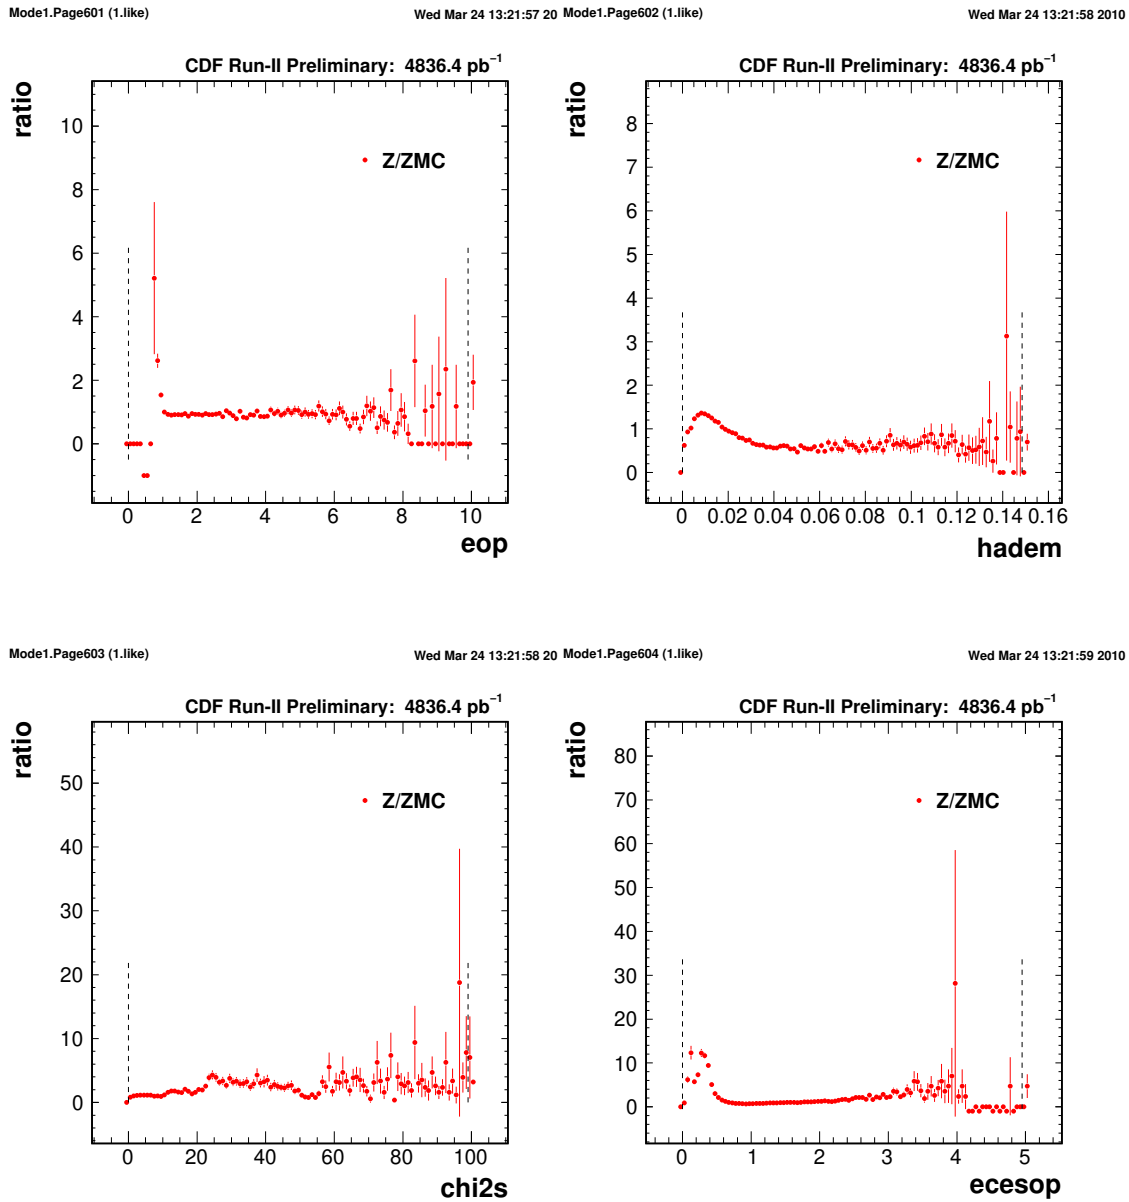 Mode1.Page601 (1.like) Wed Mar 24 13:21:57 20
CDF Run-II Preliminary: 4836.4 pb⁻¹
ratio
Z/ZMC
10
8
6
4
2
0
0 2 4 6 8 10
eop
Mode1.Page602 (1.like) Wed Mar 24 13:21:58 2010
CDF Run-II Preliminary: 4836.4 pb⁻¹
ratio
Z/ZMC
8
7
6
5
4
3
2
1
0
0 0.02 0.04 0.06 0.08 0.1 0.12 0.14 0.16
hadem
Mode1.Page603 (1.like) Wed Mar 24 13:21:58 20
CDF Run-II Preliminary: 4836.4 pb⁻¹
ratio
Z/ZMC
50
40
30
20
10
0
0 20 40 60 80 100
chi2s
Mode1.Page604 (1.like) Wed Mar 24 13:21:59 2010
CDF Run-II Preliminary: 4836.4 pb⁻¹
ratio
Z/ZMC
80
70
60
50
40
30
20
10
0
0 1 2 3 4 5
ecesop